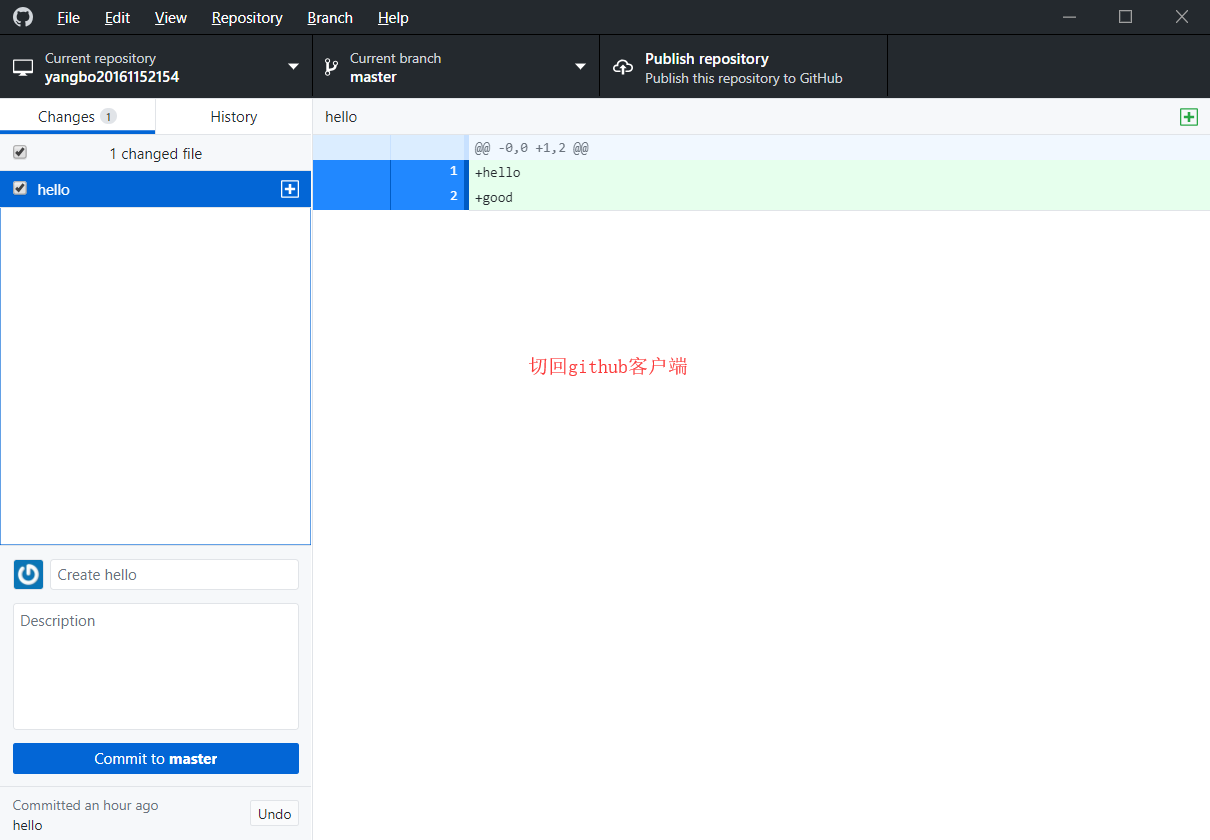 File Edit View Repository Branch Help
Current repository
yangbo20161152154
Current branch
master
Publish repository
Publish this repository to GitHub
Changes 1
History
hello
1 changed file
hello
@@ -0,0 +1,2 @@
1 +hello
2 +good
切回github客户端
Create hello
Description
Commit to master
Committed an hour ago
hello
Undo